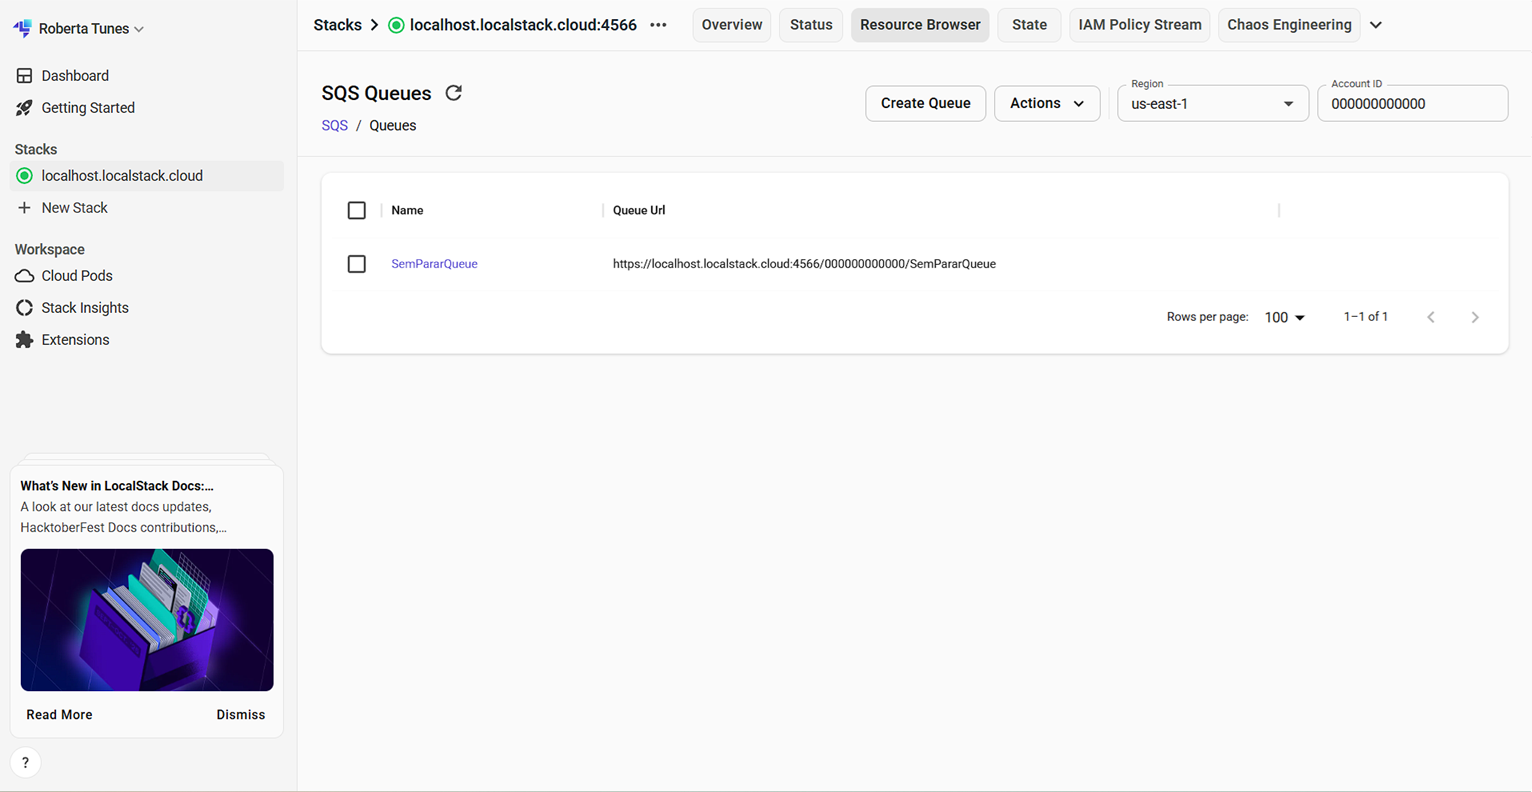 Roberta Tunes
Dashboard
Getting Started
Stacks
localhost.localstack.cloud
New Stack
Workspace
Cloud Pods
Stack Insights
Extensions
What's New in LocalStack Docs:...
A look at our latest docs updates,
HacktoberFest Docs contributions,...
Read More Dismiss
?
Stacks > localhost.localstack.cloud:4566 ••• Overview Status Resource Browser State IAM Policy Stream Chaos Engineering
SQS Queues
SQS / Queues
Create Queue Actions
Region
us-east-1
Account ID
000000000000
Name Queue Url
SemPararQueue https://localhost.localstack.cloud:4566/000000000000/SemPararQueue
Rows per page: 100 1–1 of 1